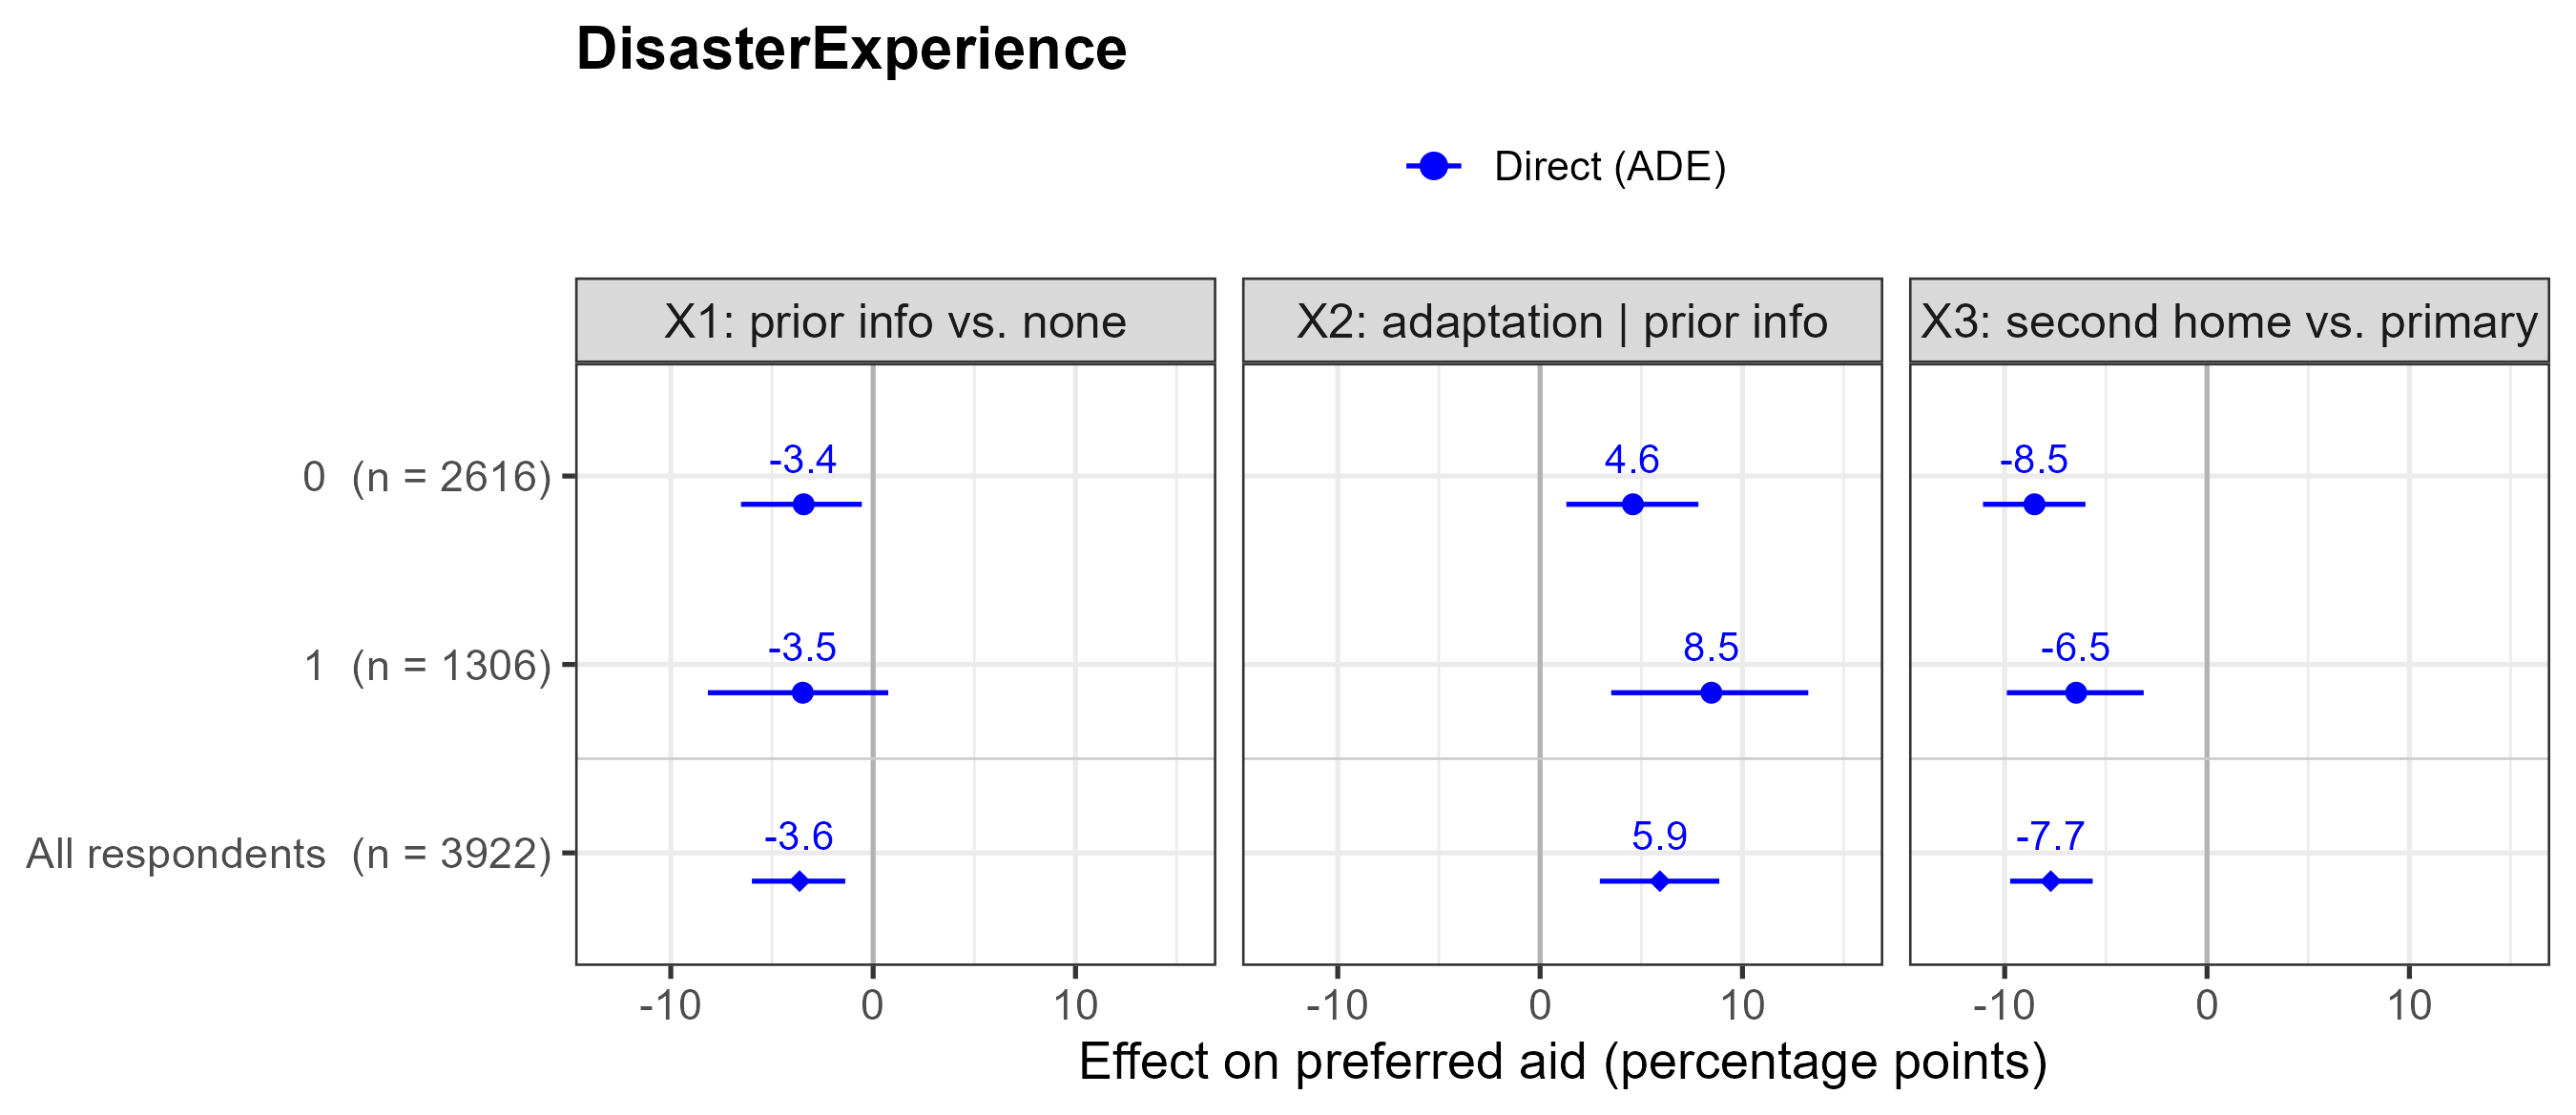 DisasterExperience
Direct (ADE)
X1: prior info vs. none
X2: adaptation | prior info
X3: second home vs. primary
0 (n = 2616)
-3.4
4.6
-8.5
1 (n = 1306)
-3.5
8.5
-6.5
All respondents (n = 3922)
-3.6
5.9
-7.7
-10 0 10
-10 0 10
-10 0 10
Effect on preferred aid (percentage points)